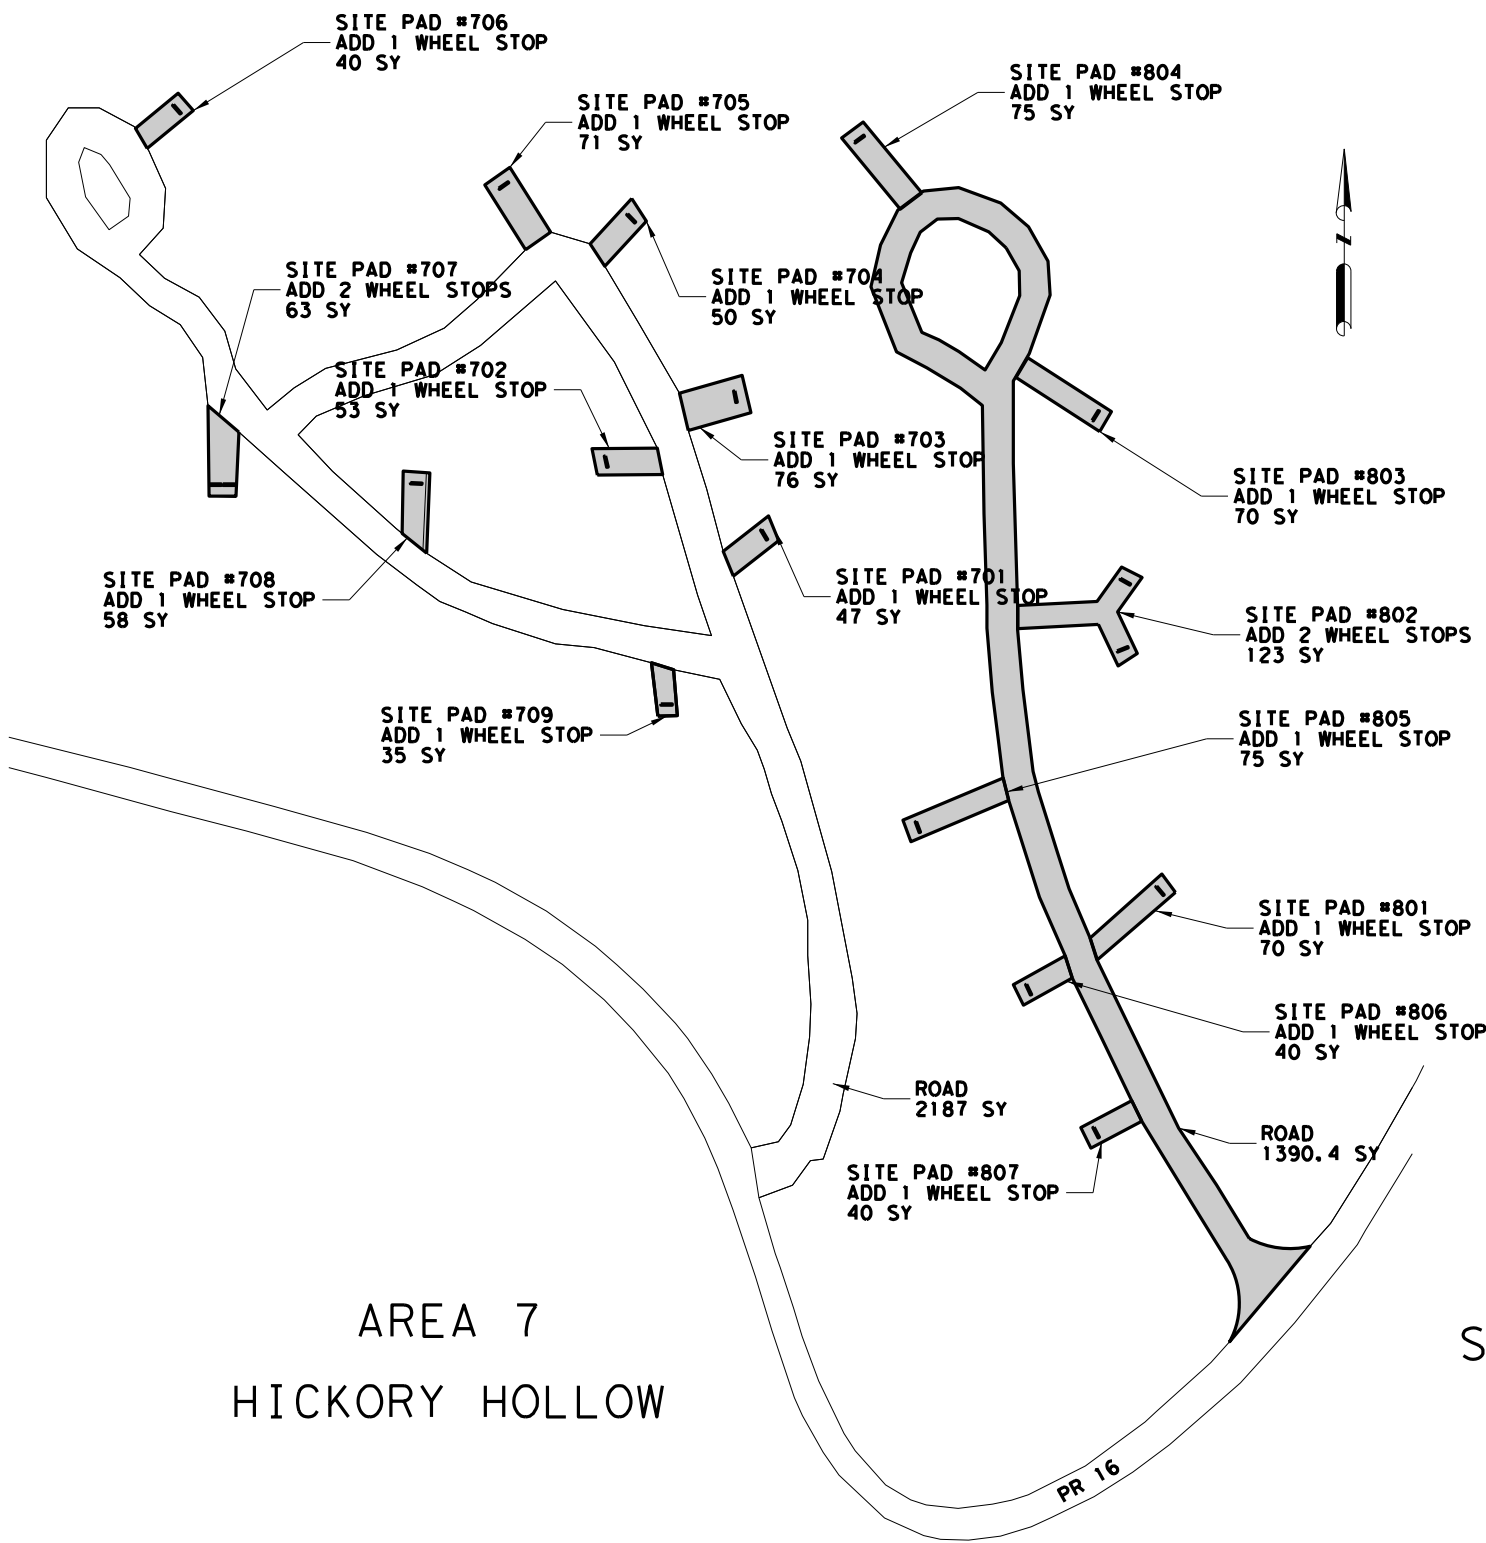 SITE PAD #706
ADD 1 WHEEL STOP
40 SY
SITE PAD #705
ADD 1 WHEEL STOP
71 SY
SITE PAD #804
ADD 1 WHEEL STOP
75 SY
SITE PAD #707
ADD 2 WHEEL STOPS
63 SY
SITE PAD #704
ADD 1 WHEEL STOP
50 SY
N
SITE PAD #702
ADD 1 WHEEL STOP
53 SY
SITE PAD #703
ADD 1 WHEEL STOP
76 SY
SITE PAD #803
ADD 1 WHEEL STOP
70 SY
SITE PAD #708
ADD 1 WHEEL STOP
58 SY
SITE PAD #701
ADD 1 WHEEL STOP
47 SY
SITE PAD #802
ADD 2 WHEEL STOPS
123 SY
SITE PAD #709
ADD 1 WHEEL STOP
35 SY
SITE PAD #805
ADD 1 WHEEL STOP
75 SY
SITE PAD #801
ADD 1 WHEEL STOP
70 SY
SITE PAD #806
ADD 1 WHEEL STOP
40 SY
ROAD
2187 SY
ROAD
1390.4 SY
SITE PAD #807
ADD 1 WHEEL STOP
40 SY
AREA 7
HICKORY HOLLOW
S
PR 16